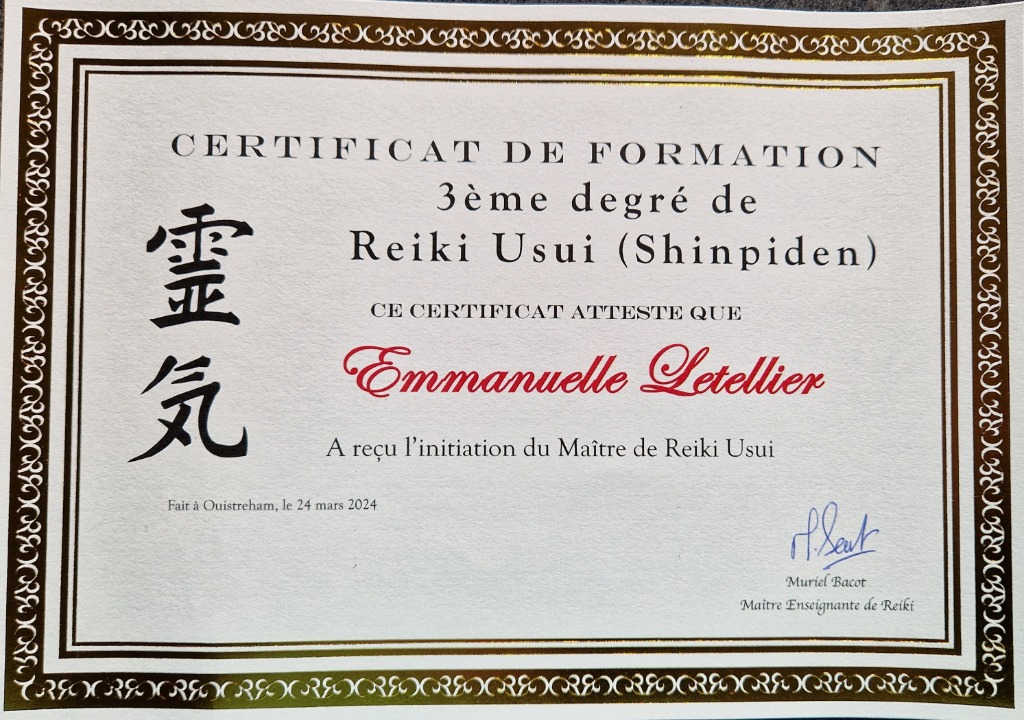 CERTIFICAT DE FORMATION
3ème degré de
Reiki Usui (Shinpiden)
霊
気
CE CERTIFICAT ATTESTE QUE
Emmanuelle Letellier
A reçu l'initiation du Maître de Reiki Usui
Fait à Ouistreham, le 24 mars 2024
Muriel Bacot
Maître Enseignante de Reiki